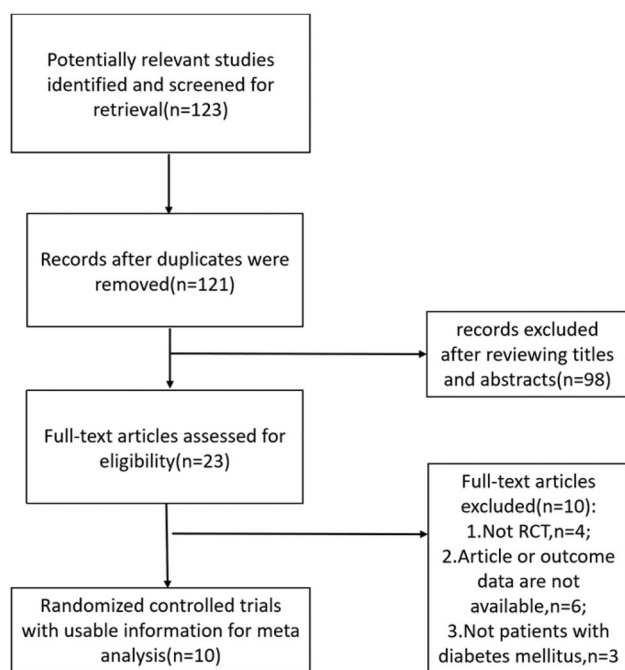 Potentially relevant studies
identified and screened for
retrieval(n=123)
Records after duplicates were
removed(n=121)
records excluded
after reviewing titles
and abstracts(n=98)
Full-text articles assessed for
eligibility(n=23)
Full-text articles
excluded(n=10):
1.Not RCT,n=4;
2.Article or outcome
data are not
available,n=6;
3.Not patients with
diabetes mellitus,n=3
Randomized controlled trials
with usable information for meta
analysis(n=10)